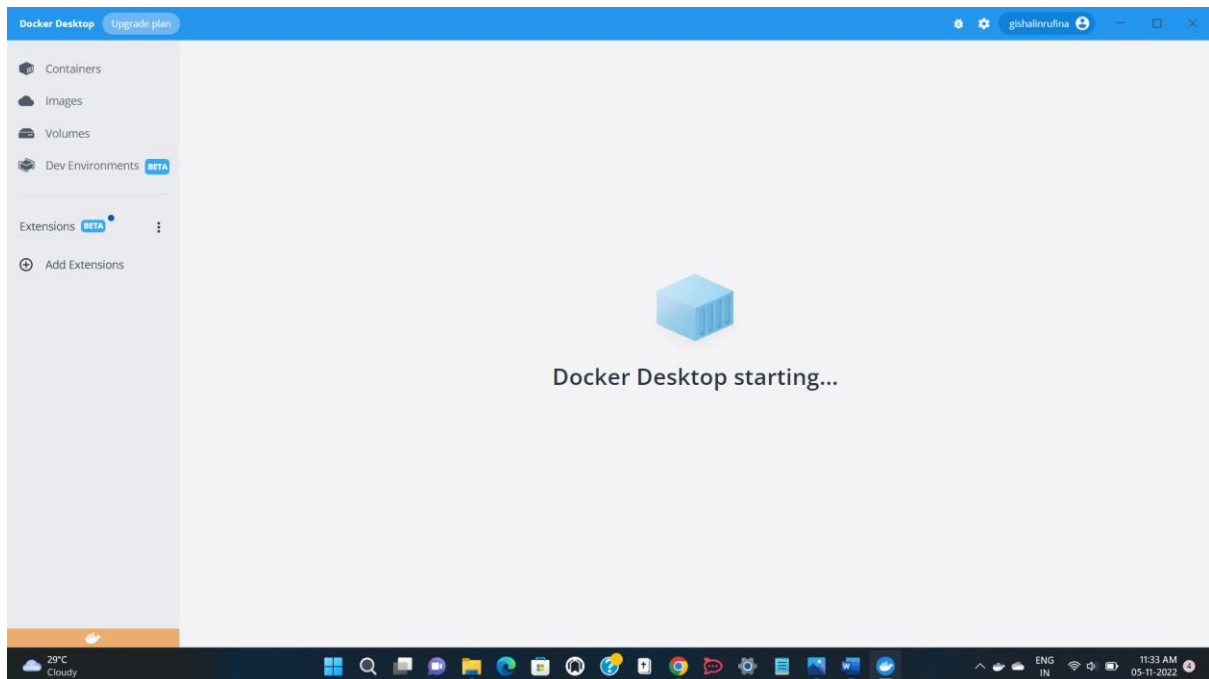 Docker Desktop Upgrade plan gishalinrufina
Containers
Images
Volumes
Dev Environments BETA
Extensions BETA
Add Extensions
Docker Desktop starting...
29°C
Cloudy
ENG
IN
11:33 AM
05-11-2022
4